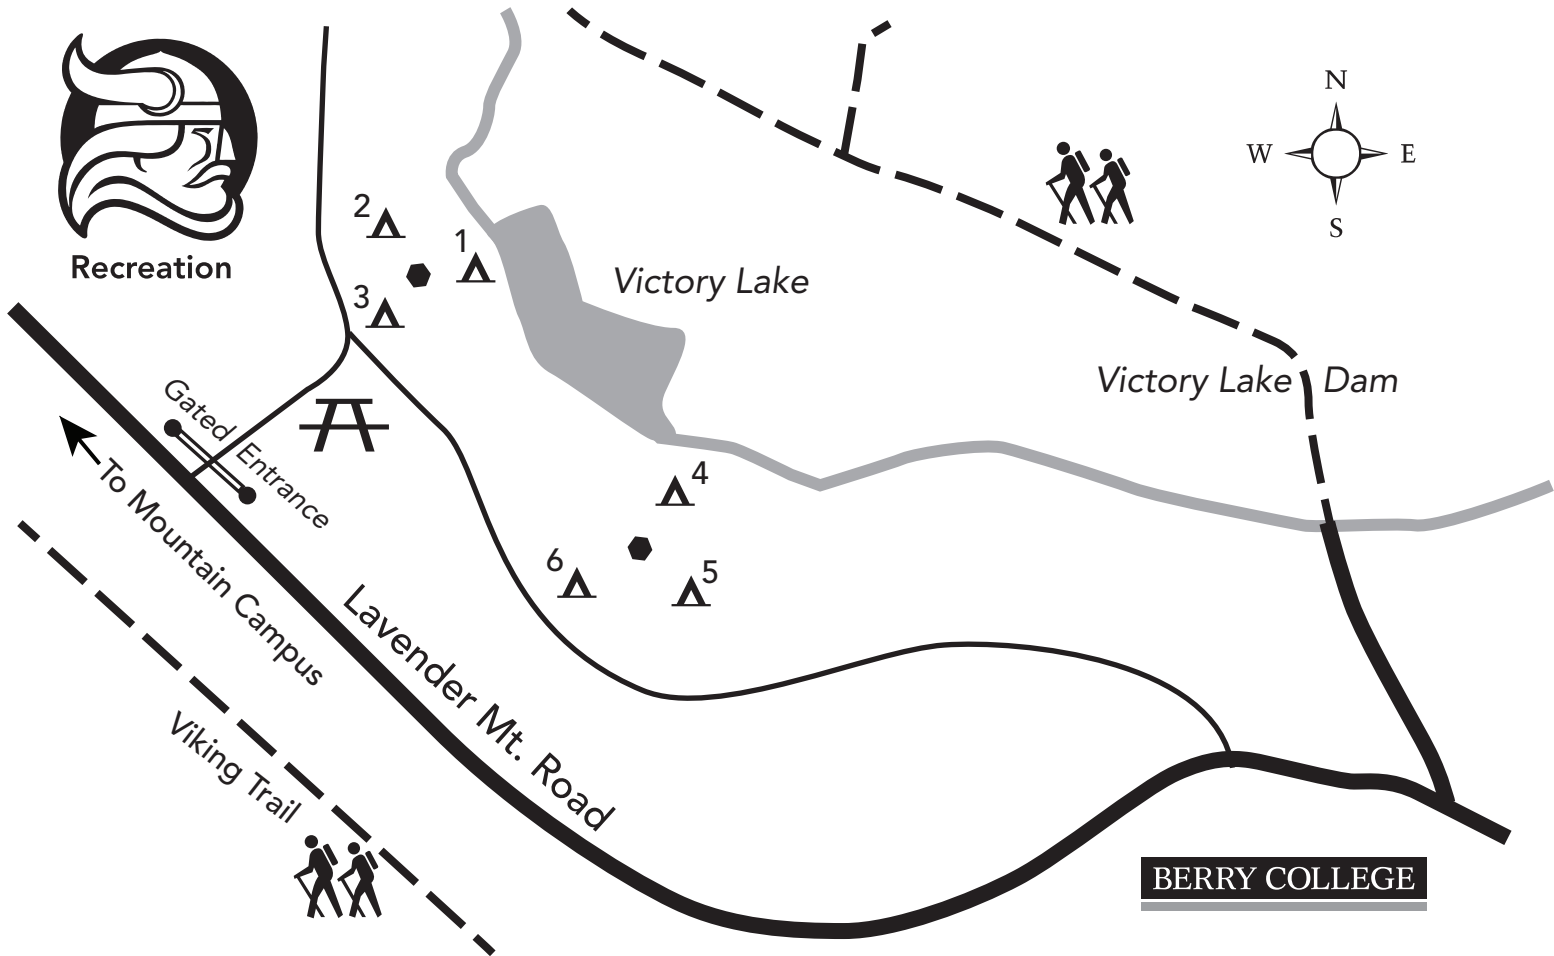 N
W E
S
Recreation
2
1
3
Victory Lake
Victory Lake Dam
Gated Entrance
To Mountain Campus
4
6
5
Lavender Mt. Road
Viking Trail
BERRY COLLEGE